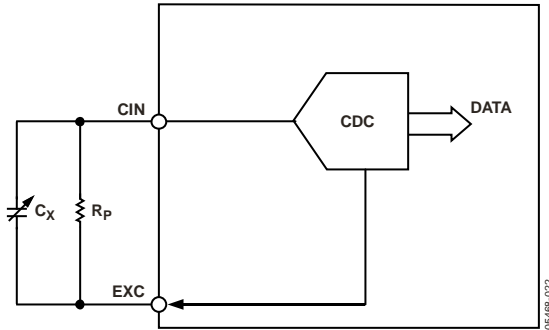 CIN
CDC
DATA
CX
RP
EXC
05469-022